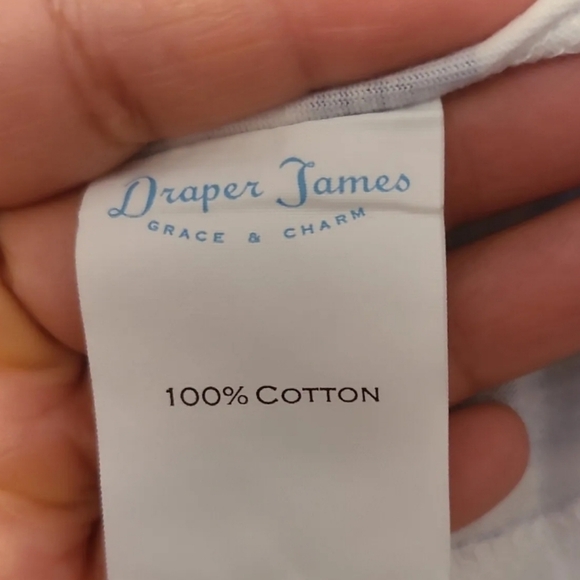 Draper James
GRACE & CHARM
100% COTTON